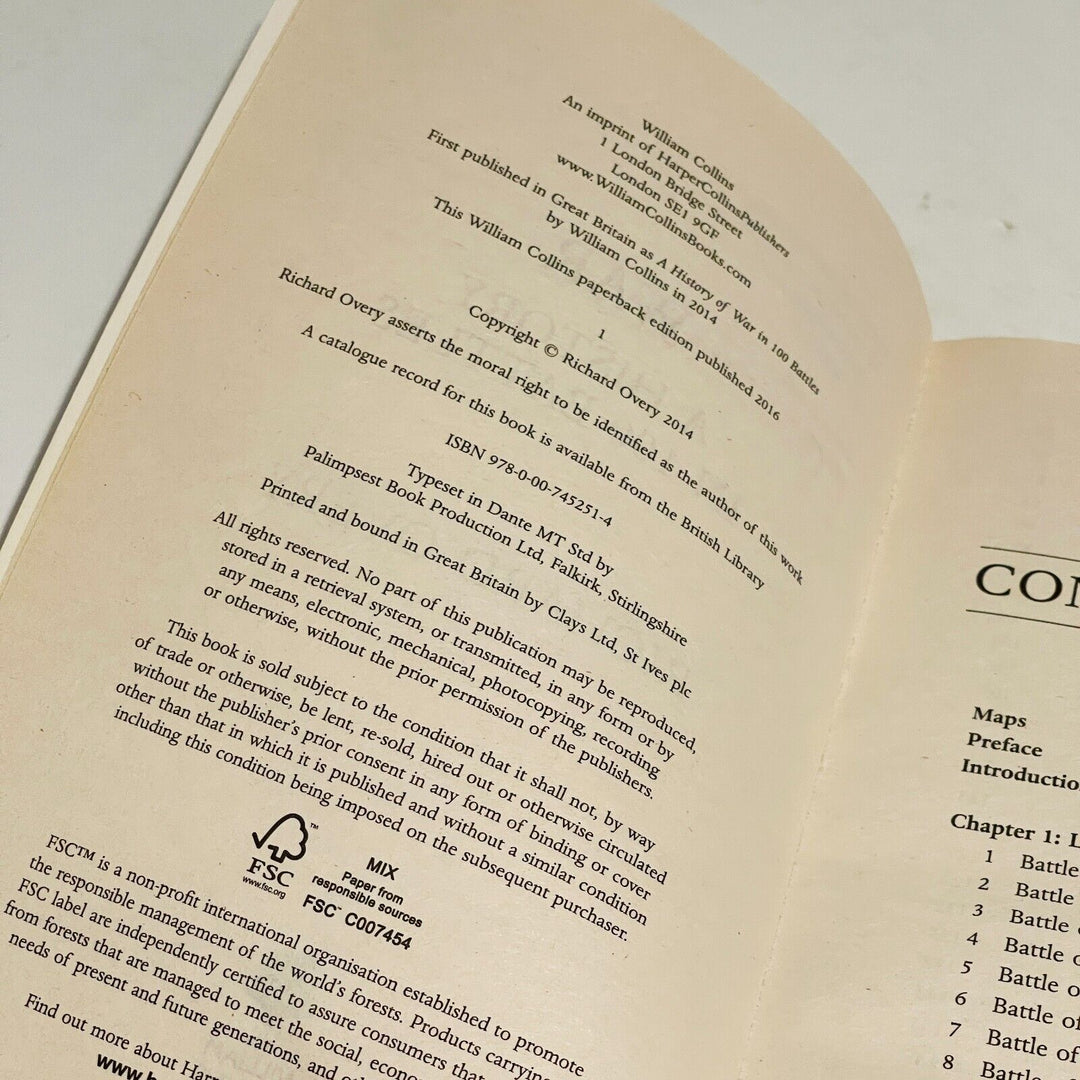 William Collins
An imprint of HarperCollinsPublishers
1 London Bridge Street
London SE1 9GF
www.WilliamCollinsBooks.com
First published in Great Britain as A History of War in 100 Battles
by William Collins in 2014
This William Collins paperback edition published 2016
1
Copyright © Richard Overy 2014
Richard Overy asserts the moral right to be identified as the author of this work
A catalogue record for this book is available from the British Library
ISBN 978-0-00-745251-4
Typeset in Dante MT Std by
Palimpsest Book Production Ltd, Falkirk, Stirlingshire
Printed and bound in Great Britain by Clays Ltd, St Ives plc
All rights reserved. No part of this publication may be reproduced,
stored in a retrieval system, or transmitted, in any form or by
any means, electronic, mechanical, photocopying, recording
or otherwise, without the prior permission of the publishers.
This book is sold subject to the condition that it shall not, by way
of trade or otherwise, be lent, re-sold, hired out or otherwise circulated
without the publisher's prior consent in any form of binding or cover
other than that in which it is published and without a similar condition
including this condition being imposed on the subsequent purchaser.
™
FSC
www.fsc.org
MIX
Paper from
responsible sources
FSC™ C007454
FSC™ is a non-profit international organisation established to promote
the responsible management of the world's forests. Products carrying
FSC label are independently certified to assure consumers that
from forests that are managed to meet the social, econo
needs of present and future generations, and
Find out more about Har
www.h
CON
Maps
Preface
Introductio
Chapter 1: L
1 Battle
2 Battle
3 Battle
4 Battle o
5 Battle o
6 Battle of
7 Battle of
8 Battle